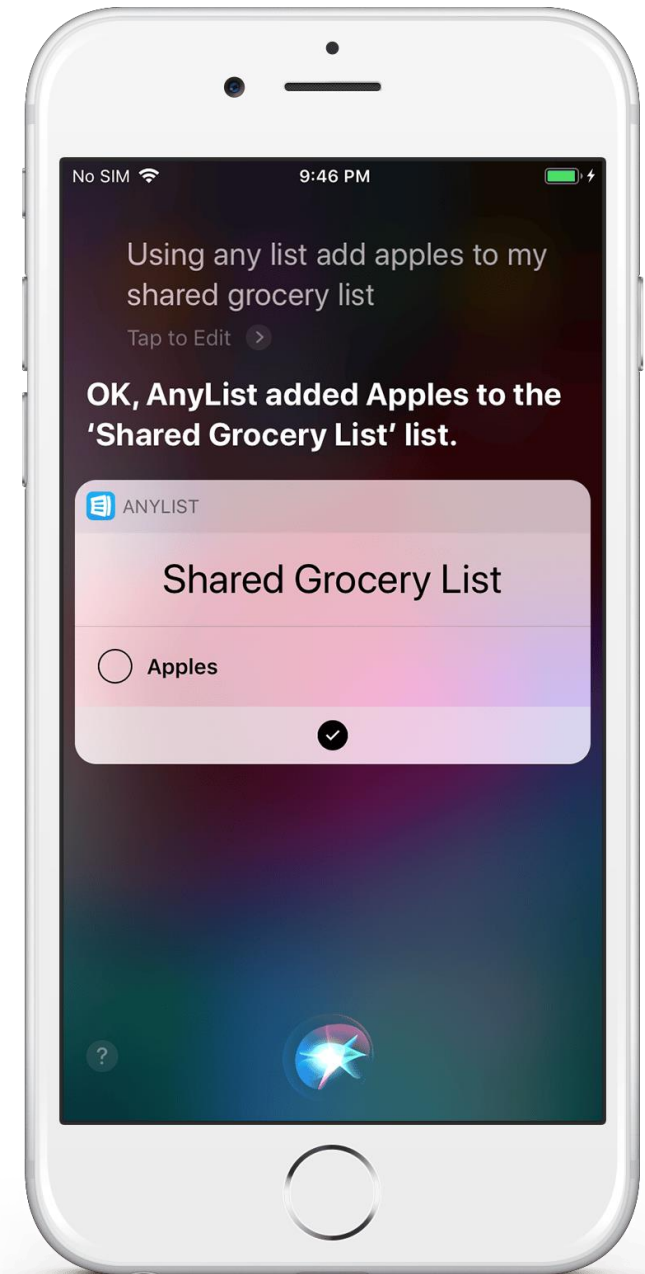 No SIM
9:46 PM
Using any list add apples to my
shared grocery list
Tap to Edit
OK, AnyList added Apples to the
‘Shared Grocery List’ list.
ANYLIST
Shared Grocery List
Apples
?